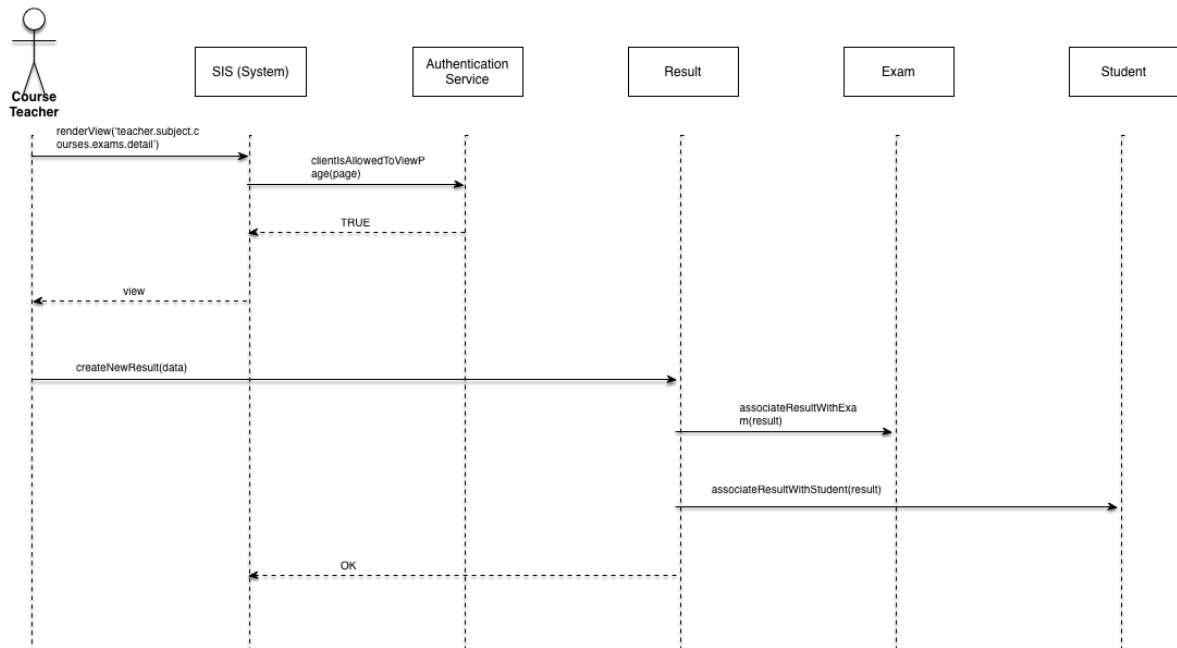 SIS (System)
Authentication
Service
Result
Exam
Student
Course
Teacher
renderView('teacher.subject.c
ourses.exams.detail')
clientIsAllowedToViewP
age(page)
TRUE
view
createNewResult(data)
associateResultWithExa
m(result)
associateResultWithStudent(result)
OK